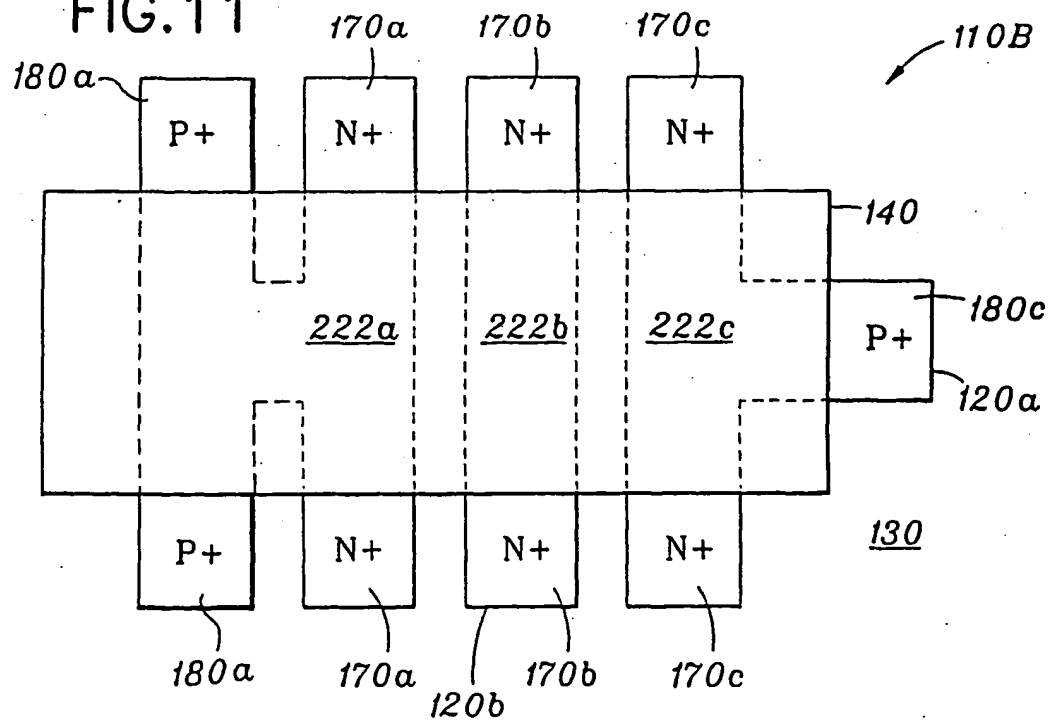 FIG.11
170a 170b 170c 110B
180a
P+ N+ N+ N+
140
222a 222b 222c 180c
P+
120a
130
P+ N+ N+ N+
180a 170a 170b 170c
120b